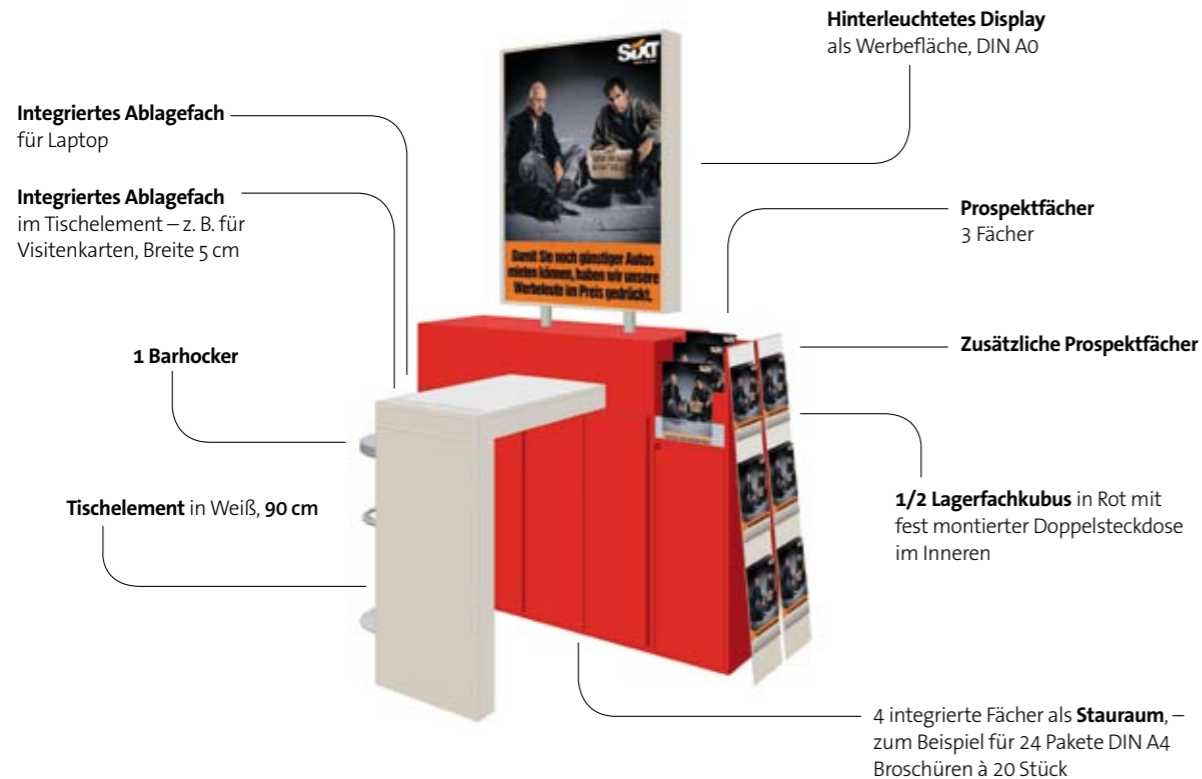 Hinterleuchtetes Display
als Werbefläche, DIN A0
Integriertes Ablagefach
für Laptop
Integriertes Ablagefach
im Tischelement – z. B. für
Visitenkarten, Breite 5 cm
1 Barhocker
Tischelement in Weiß, 90 cm
SIXT
Damit Sie noch günstiger Autos
mieten können, haben wir unsere
Werbeleute im Preis gedrückt.
Prospektfächer
3 Fächer
Zusätzliche Prospektfächer
1/2 Lagerfachkubus in Rot mit
fest montierter Doppelsteckdose
im Inneren
4 integrierte Fächer als Stauraum, –
zum Beispiel für 24 Pakete DIN A4
Broschüren à 20 Stück